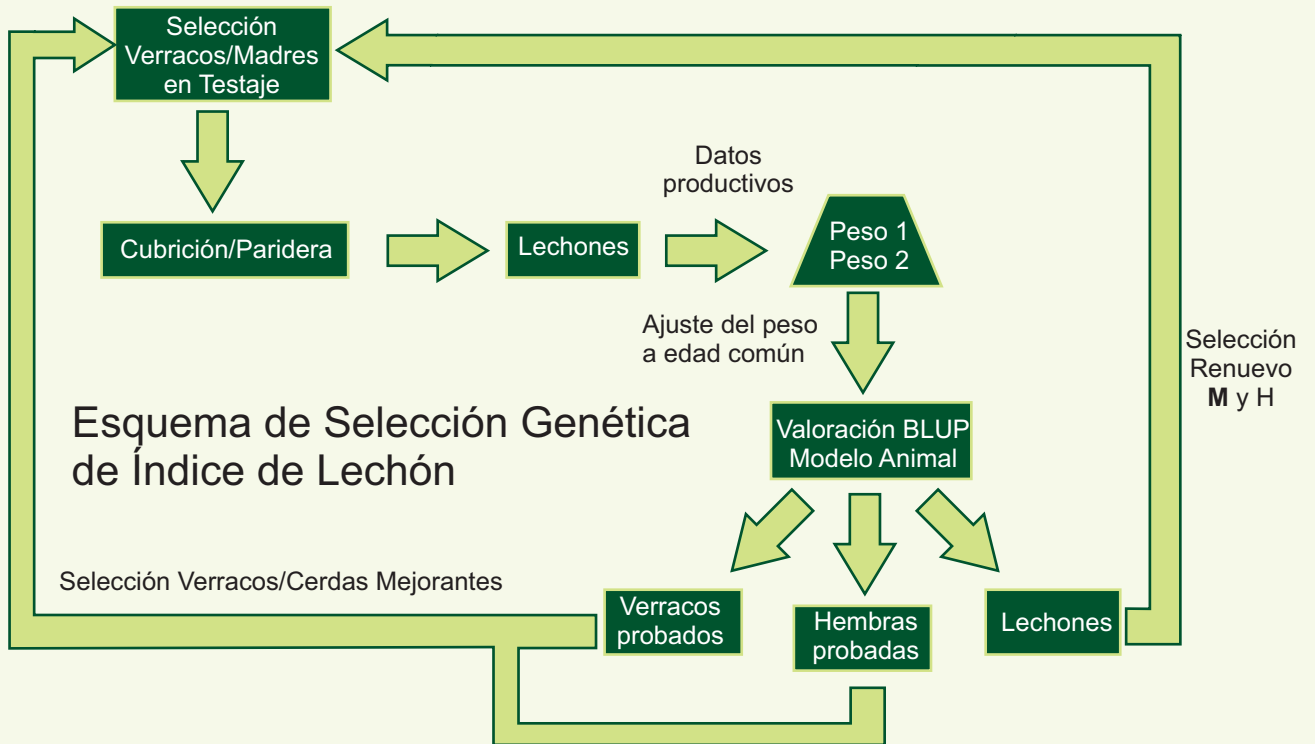 Selección
Verracos/Madres
en Testaje
Cubrición/Paridera
Lechones
Datos
productivos
Peso 1
Peso 2
Ajuste del peso
a edad común
Selección
Renuevo
M y H
Esquema de Selección Genética
de Índice de Lechón
Valoración BLUP
Modelo Animal
Selección Verracos/Cerdas Mejorantes
Verracos
probados
Hembras
probadas
Lechones